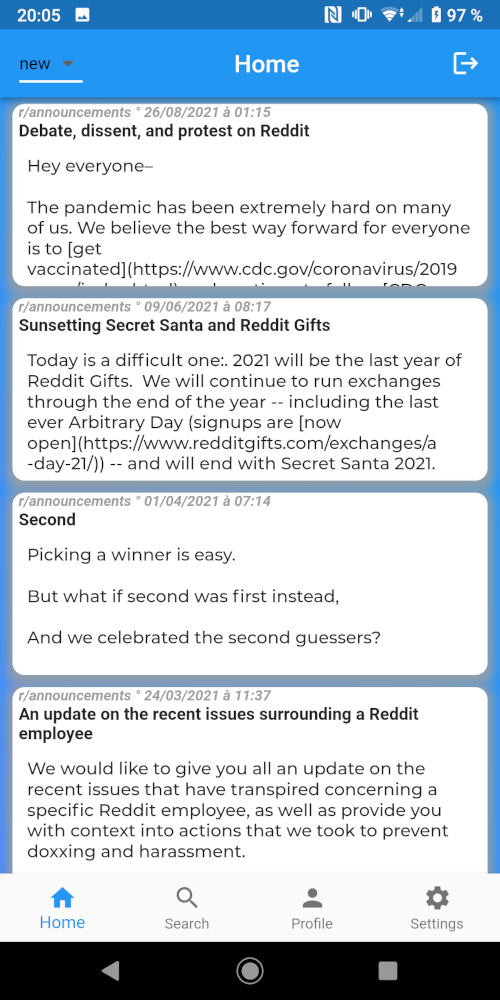 20:05
97 %
new
Home
r/announcements ° 26/08/2021 à 01:15
Debate, dissent, and protest on Reddit
Hey everyone–
The pandemic has been extremely hard on many
of us. We believe the best way forward for everyone
is to [get
vaccinated](https://www.cdc.gov/coronavirus/2019
r/announcements ° 09/06/2021 à 08:17
Sunsetting Secret Santa and Reddit Gifts
Today is a difficult one:. 2021 will be the last year of
Reddit Gifts.  We will continue to run exchanges
through the end of the year -- including the last
ever Arbitrary Day (signups are [now
open](https://www.redditgifts.com/exchanges/a
-day-21/)) -- and will end with Secret Santa 2021.
r/announcements ° 01/04/2021 à 07:14
Second
Picking a winner is easy.
But what if second was first instead,
And we celebrated the second guessers?
r/announcements ° 24/03/2021 à 11:37
An update on the recent issues surrounding a Reddit
employee
We would like to give you all an update on the
recent issues that have transpired concerning a
specific Reddit employee, as well as provide you
with context into actions that we took to prevent
doxxing and harassment.
Home
Search
Profile
Settings